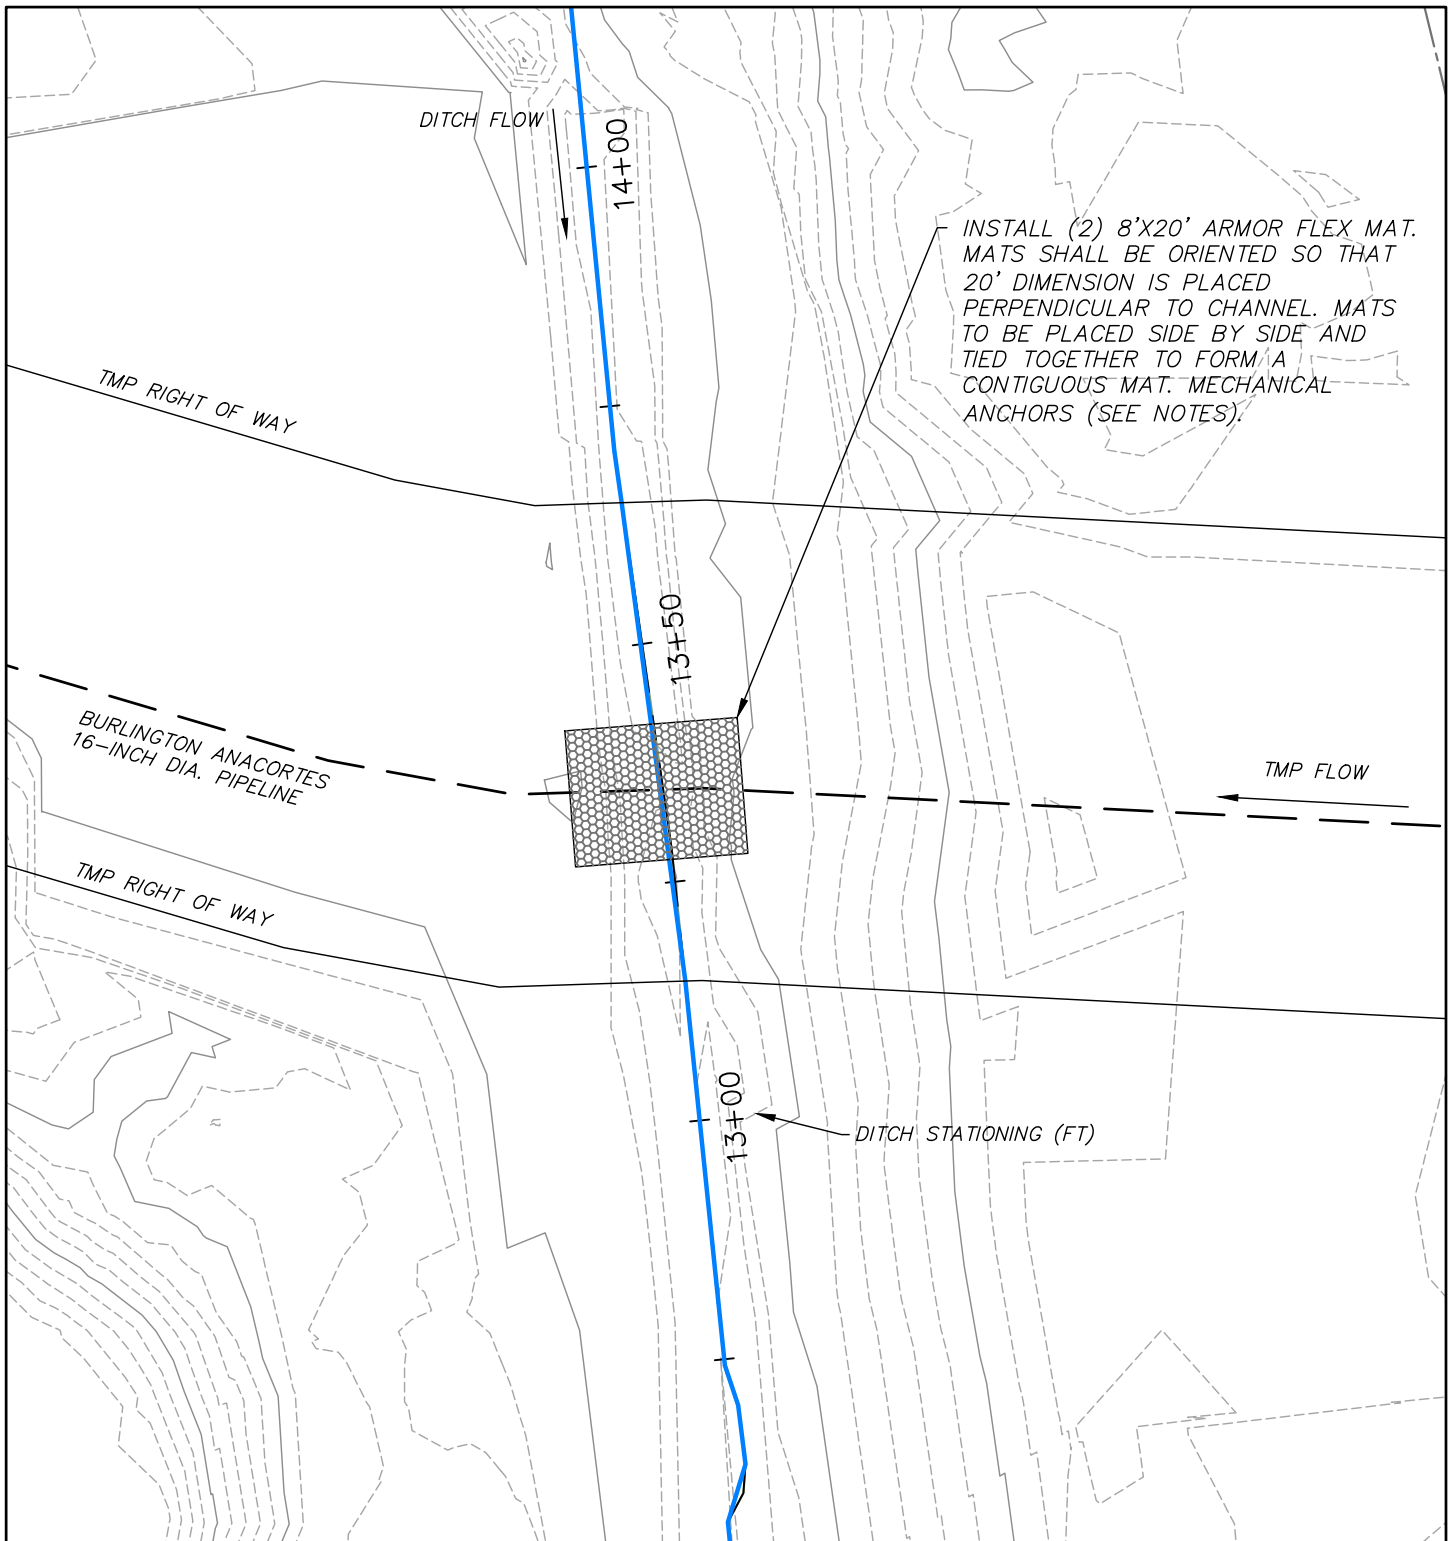 DITCH FLOW
14+00
INSTALL (2) 8'X20' ARMOR FLEX MAT.
MATS SHALL BE ORIENTED SO THAT
20' DIMENSION IS PLACED
PERPENDICULAR TO CHANNEL. MATS
TO BE PLACED SIDE BY SIDE AND
TIED TOGETHER TO FORM A
CONTIGUOUS MAT. MECHANICAL
ANCHORS (SEE NOTES).
TMP RIGHT OF WAY
13+50
BURLINGTON ANACORTES
16-INCH DIA. PIPELINE
TMP FLOW
TMP RIGHT OF WAY
13+00
DITCH STATIONING (FT)